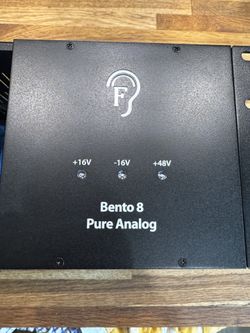 F
+16V -16V +48V
Bento 8
Pure Analog